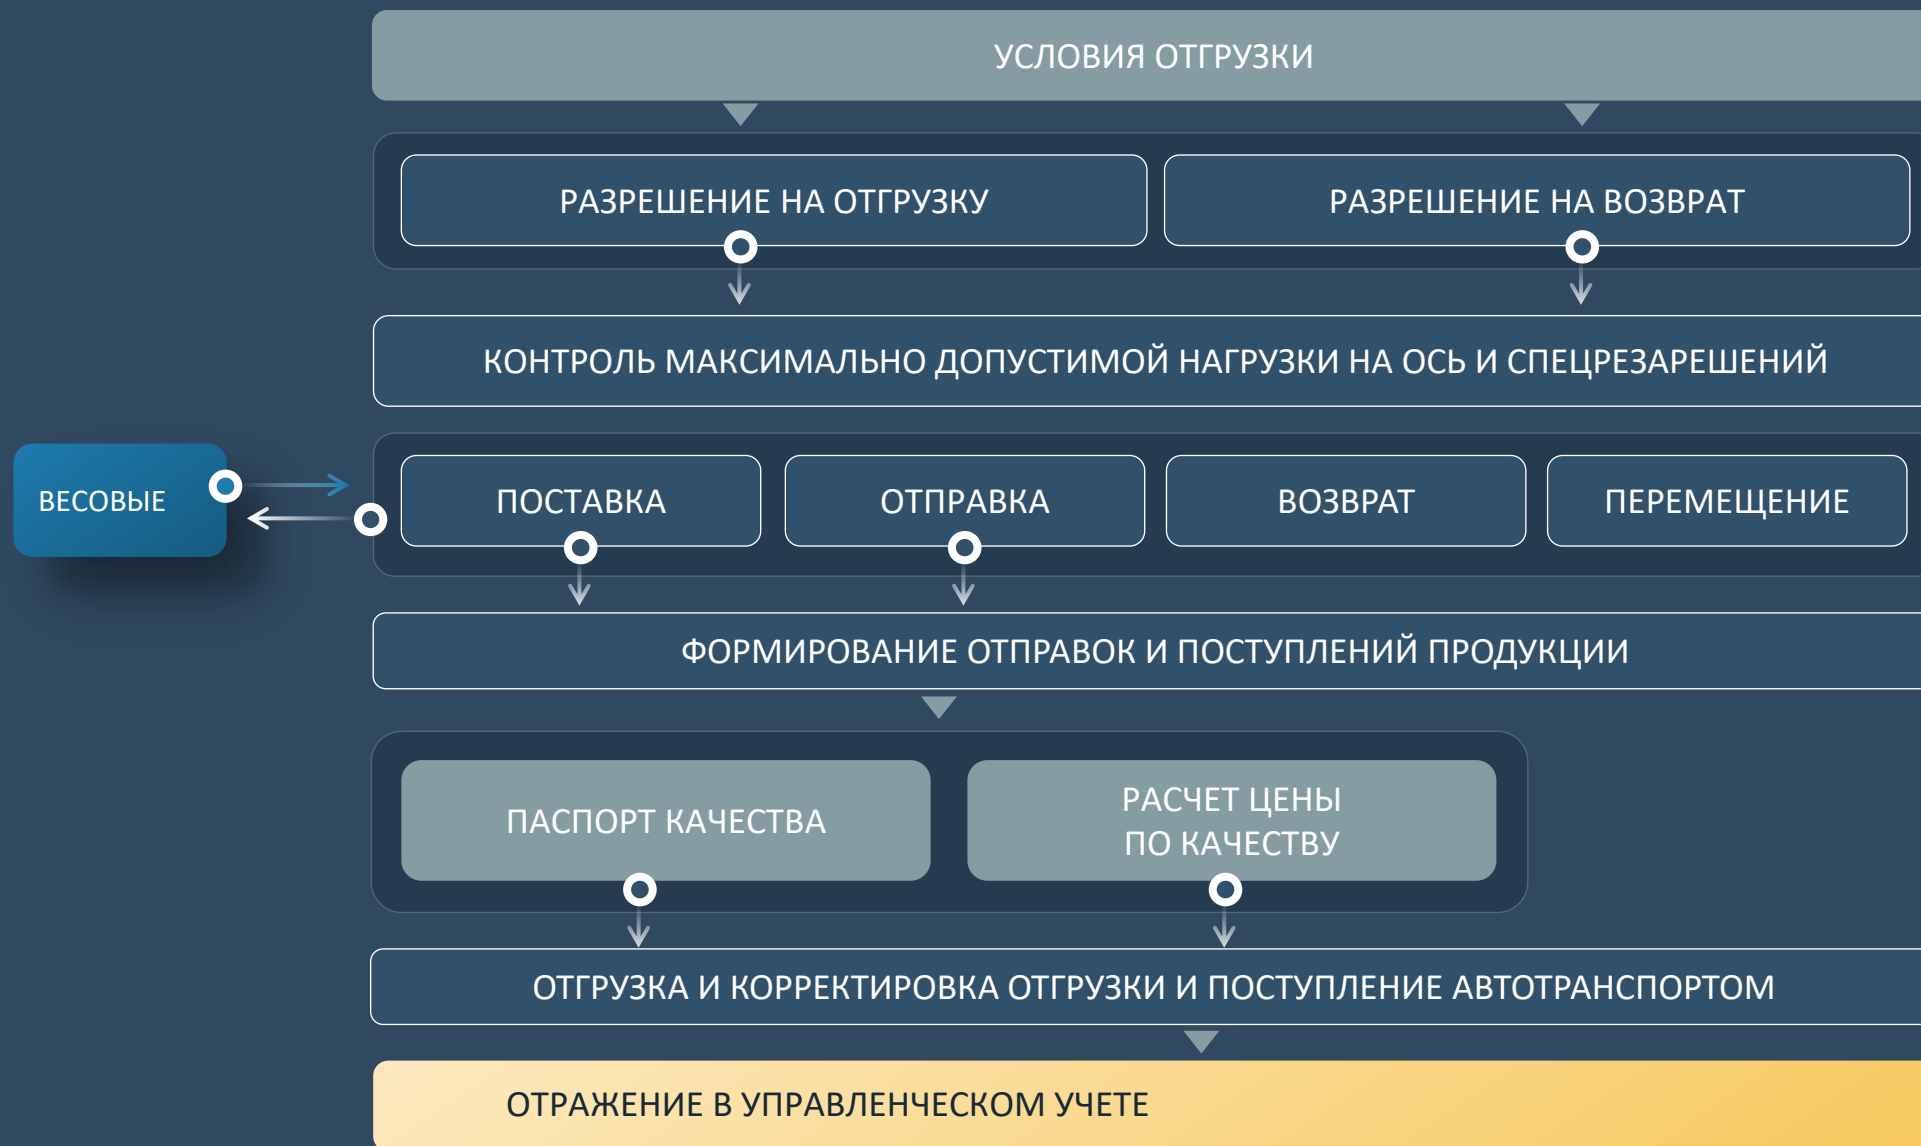 УСЛОВИЯ ОТГРУЗКИ
РАЗРЕШЕНИЕ НА ОТГРУЗКУ
РАЗРЕШЕНИЕ НА ВОЗВРАТ
КОНТРОЛЬ МАКСИМАЛЬНО ДОПУСТИМОЙ НАГРУЗКИ НА ОСЬ И СПЕЦРЕЗАРЕШЕНИЙ
ВЕСОВЫЕ
ПОСТАВКА
ОТПРАВКА
ВОЗВРАТ
ПЕРЕМЕЩЕНИЕ
ФОРМИРОВАНИЕ ОТПРАВОК И ПОСТУПЛЕНИЙ ПРОДУКЦИИ
ПАСПОРТ КАЧЕСТВА
РАСЧЕТ ЦЕНЫ
ПО КАЧЕСТВУ
ОТГРУЗКА И КОРРЕКТИРОВКА ОТГРУЗКИ И ПОСТУПЛЕНИЕ АВТОТРАНСПОРТОМ
ОТРАЖЕНИЕ В УПРАВЛЕНЧЕСКОМ УЧЕТЕ